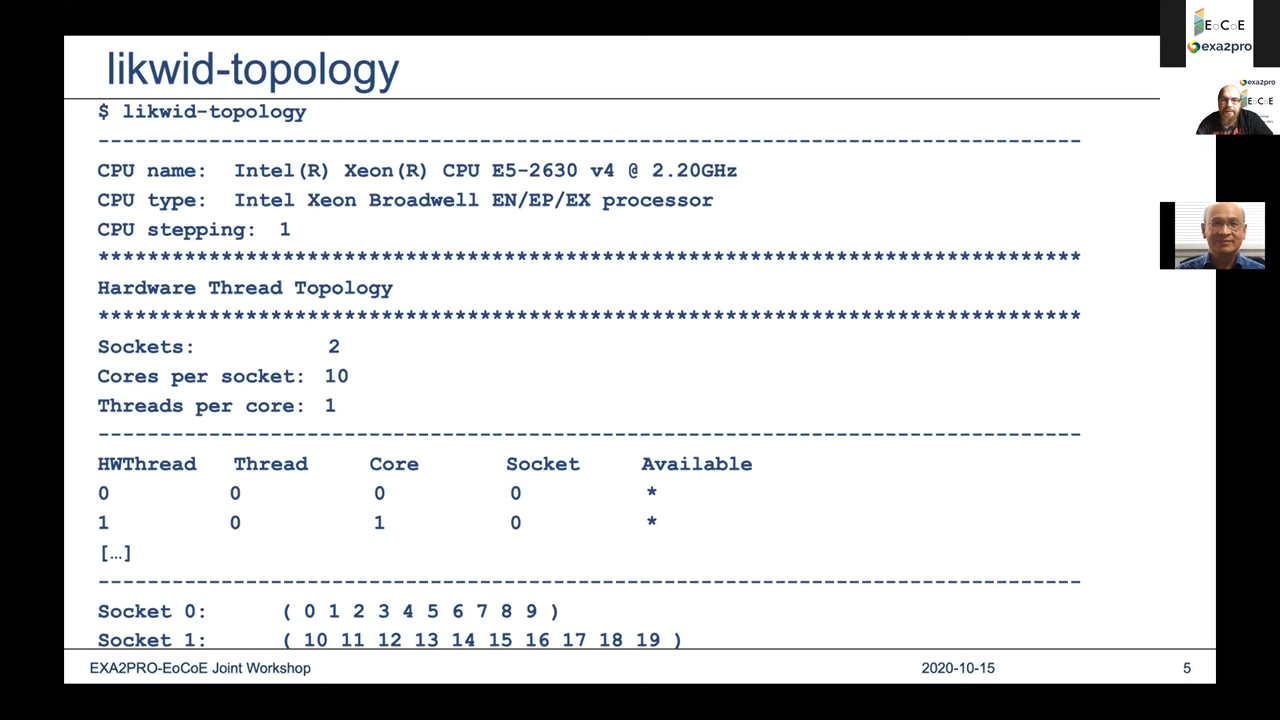 likwid-topology
$ likwid-topology
--------------------------------------------------------------------------------
CPU name: Intel(R) Xeon(R) CPU E5-2630 v4 @ 2.20GHz
CPU type: Intel Xeon Broadwell EN/EP/EX processor
CPU stepping: 1
********************************************************************************
Hardware Thread Topology
********************************************************************************
Sockets: 2
Cores per socket: 10
Threads per core: 1
--------------------------------------------------------------------------------
HWThread Thread Core Socket Available
0 0 0 0 *
1 0 1 0 *
[…]
--------------------------------------------------------------------------------
Socket 0: ( 0 1 2 3 4 5 6 7 8 9 )
Socket 1: ( 10 11 12 13 14 15 16 17 18 19 )
EXA2PRO-EoCoE Joint Workshop 2020-10-15 5
EoCoE
exa2pro
exa2pro
EoCoE